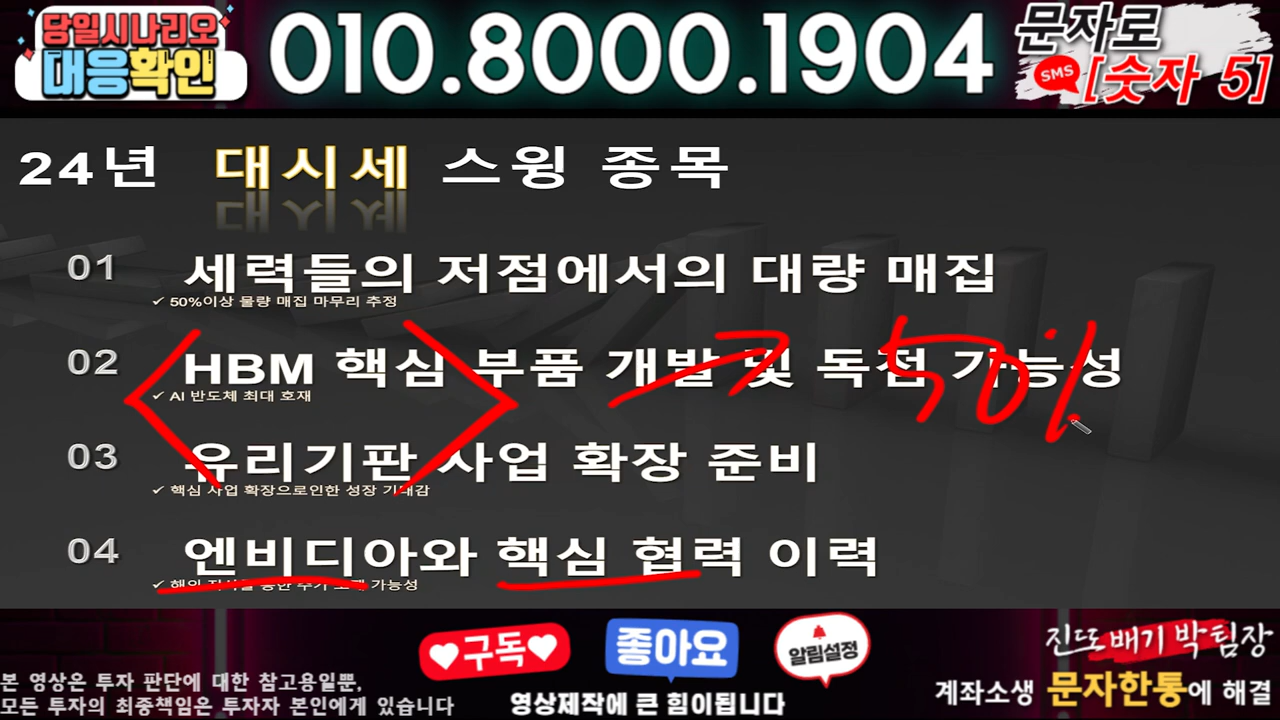 당일시나리오
대응확인
010.8000.1904
문자로
SMS [숫자 5]
24년 대시세 스윙 종목
01 세력들의 저점에서의 대량 매집
✓ 50%이상 물량 매집 마무리 추정
02 HBM 핵심 부품 개발 및 독점 가능성
✓ AI 반도체 최대 호재
50%
03 유리기판 사업 확장 준비
✓ 핵심 사업 확장으로인한 성장 기대감
04 엔비디아와 핵심 협력 이력
✓ 가능성
구독
좋아요
알림설정
영상제작에 큰 힘이됩니다
본 영상은 투자 판단에 대한 참고용일뿐,
모든 투자의 최종책임은 투자자 본인에게 있습니다
진또배기 박팀장
계좌소생 문자한통에 해결